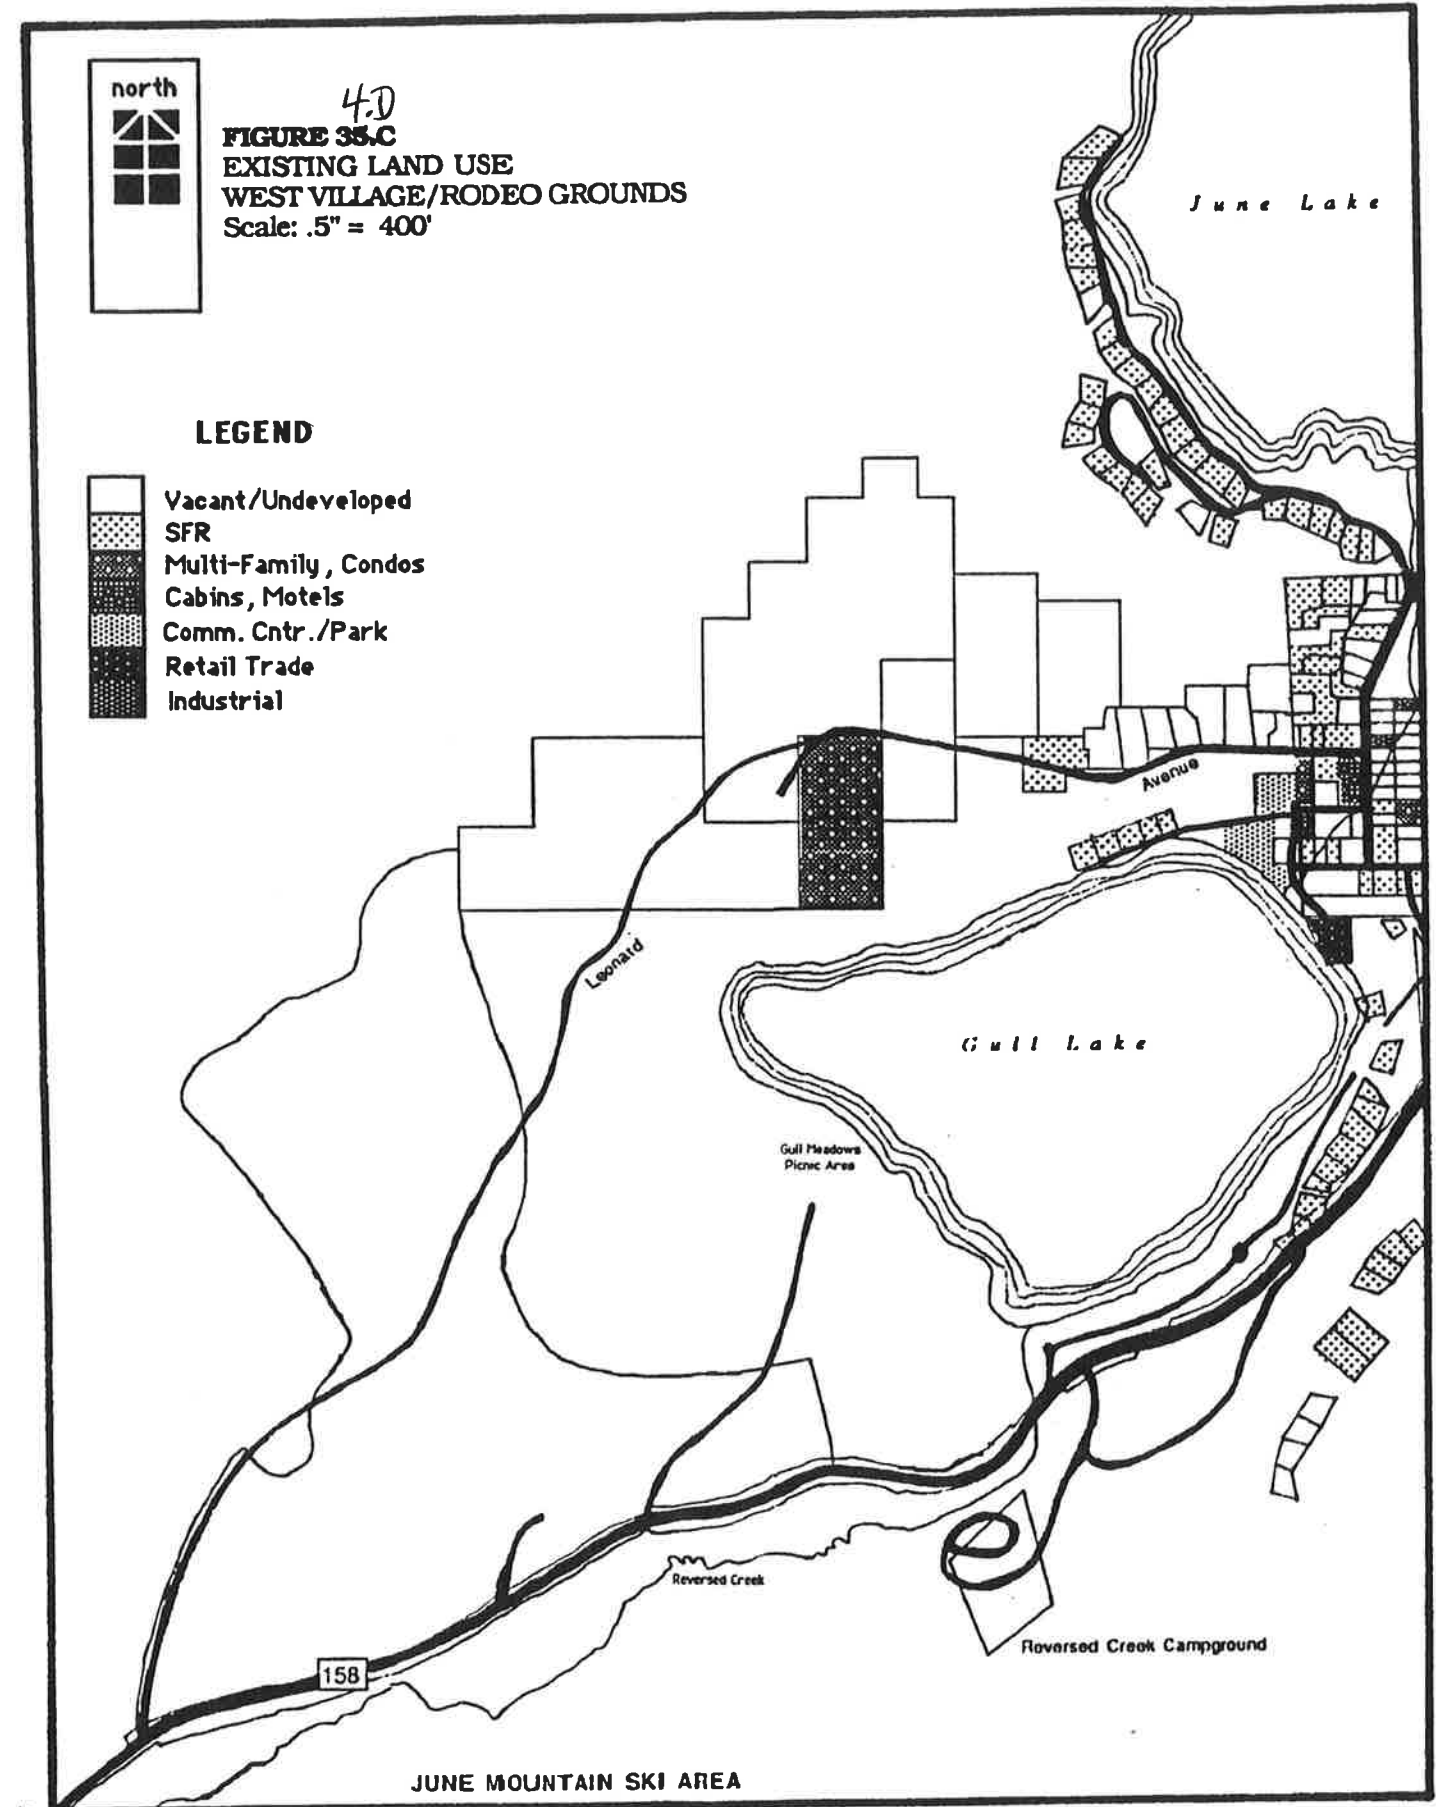 north
4.D
FIGURE 35.C
EXISTING LAND USE
WEST VILLAGE/RODEO GROUNDS
Scale: .5" = 400'
June Lake
LEGEND
Vacant/Undeveloped
SFR
Multi-Family, Condos
Cabins, Motels
Comm. Cntr./Park
Retail Trade
Industrial
Avenue
Leonard
Gull Lake
Gull Meadows
Picnic Area
Reversed Creek
Reversed Creek Campground
158
JUNE MOUNTAIN SKI AREA